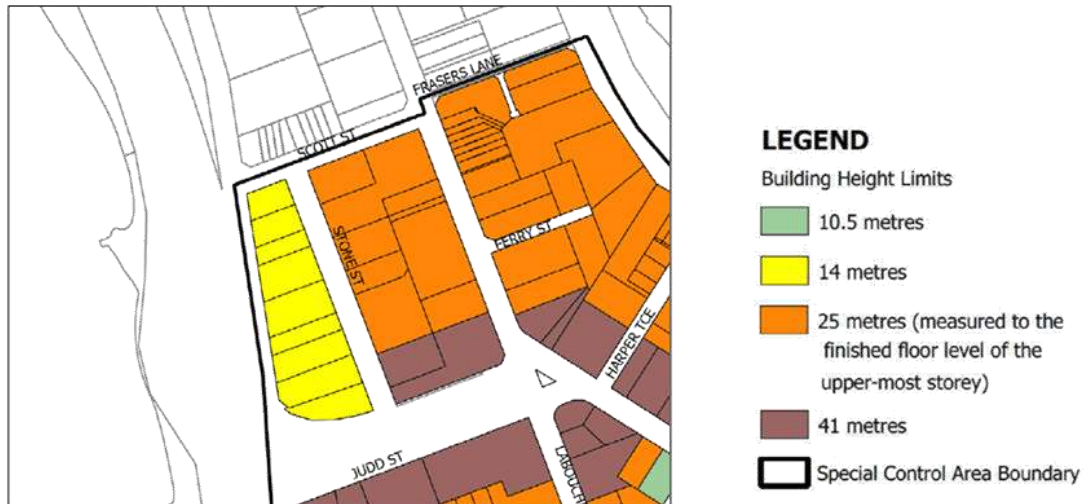 FRASERS LANE
SCOTT ST
STONE ST
FERRY ST
HARPER TCE
JUDD ST
LABOUCH
LEGEND
Building Height Limits
10.5 metres
14 metres
25 metres (measured to the
finished floor level of the
upper-most storey)
41 metres
Special Control Area Boundary